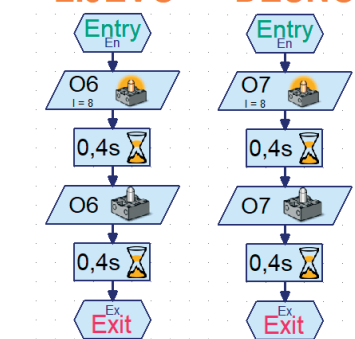 Entry
En
O6
I = 8
0,4s
O6
0,4s
Ex
Exit
Entry
En
O7
I = 8
0,4s
O7
0,4s
Ex
Exit